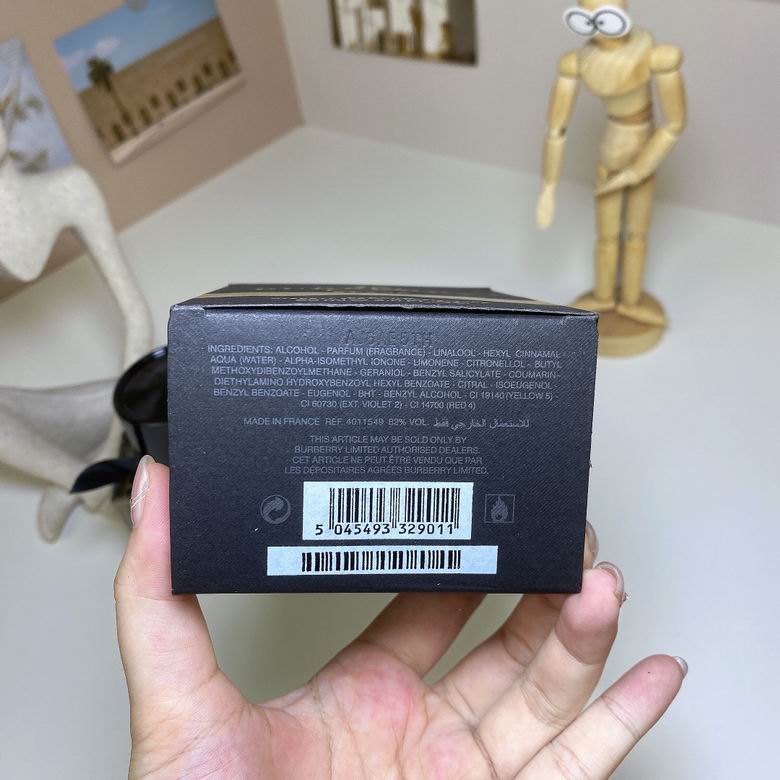 INGREDIENTS: ALCOHOL - PARFUM (FRAGRANCE) - LINALOOL - HEXYL CINNAMAL -
AQUA (WATER) - ALPHA-ISOMETHYL IONONE - LIMONENE - CITRONELLOL - BUTYL
METHOXYDIBENZOYLMETHANE - GERANIOL - BENZYL SALICYLATE - COUMARIN-
DIETHYLAMINO HYDROXYBENZOYL HEXYL BENZOATE - CITRAL - ISOEUGENOL -
BENZYL BENZOATE - EUGENOL - BHT - BENZYL ALCOHOL - CI 19140 (YELLOW 5) -
CI 60730 (EXT. VIOLET 2) - CI 14700 (RED 4)
MADE IN FRANCE REF. 4011549 82% VOL. للاستعمال الخارجي فقط
THIS ARTICLE MAY BE SOLD ONLY BY
BURBERRY LIMITED AUTHORISED DEALERS.
CET ARTICLE NE PEUT ÊTRE VENDU QUE PAR
LES DÉPOSITAIRES AGRÉÉS BURBERRY LIMITED.
5 045493 329011